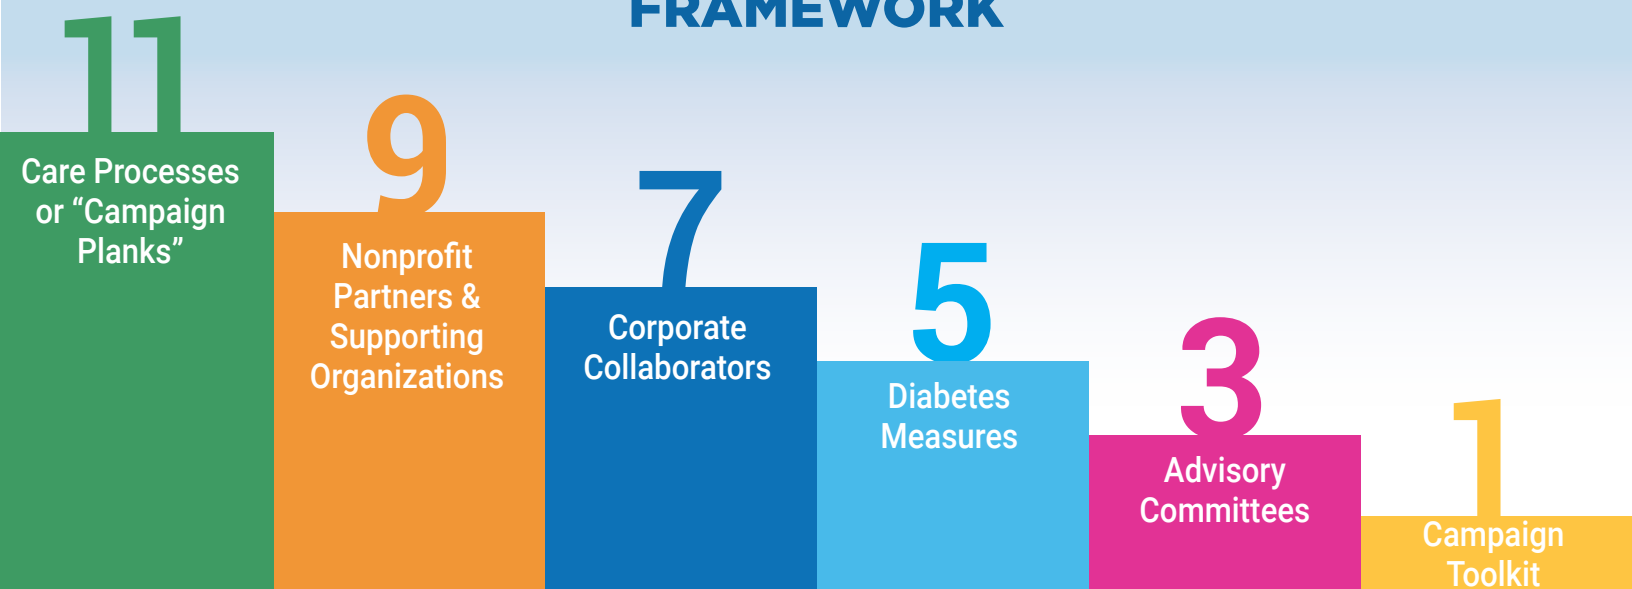 FRAMEWORK
11
Care Processes
or “Campaign
Planks”
9
Nonprofit
Partners &
Supporting
Organizations
7
Corporate
Collaborators
5
Diabetes
Measures
3
Advisory
Committees
1
Campaign
Toolkit